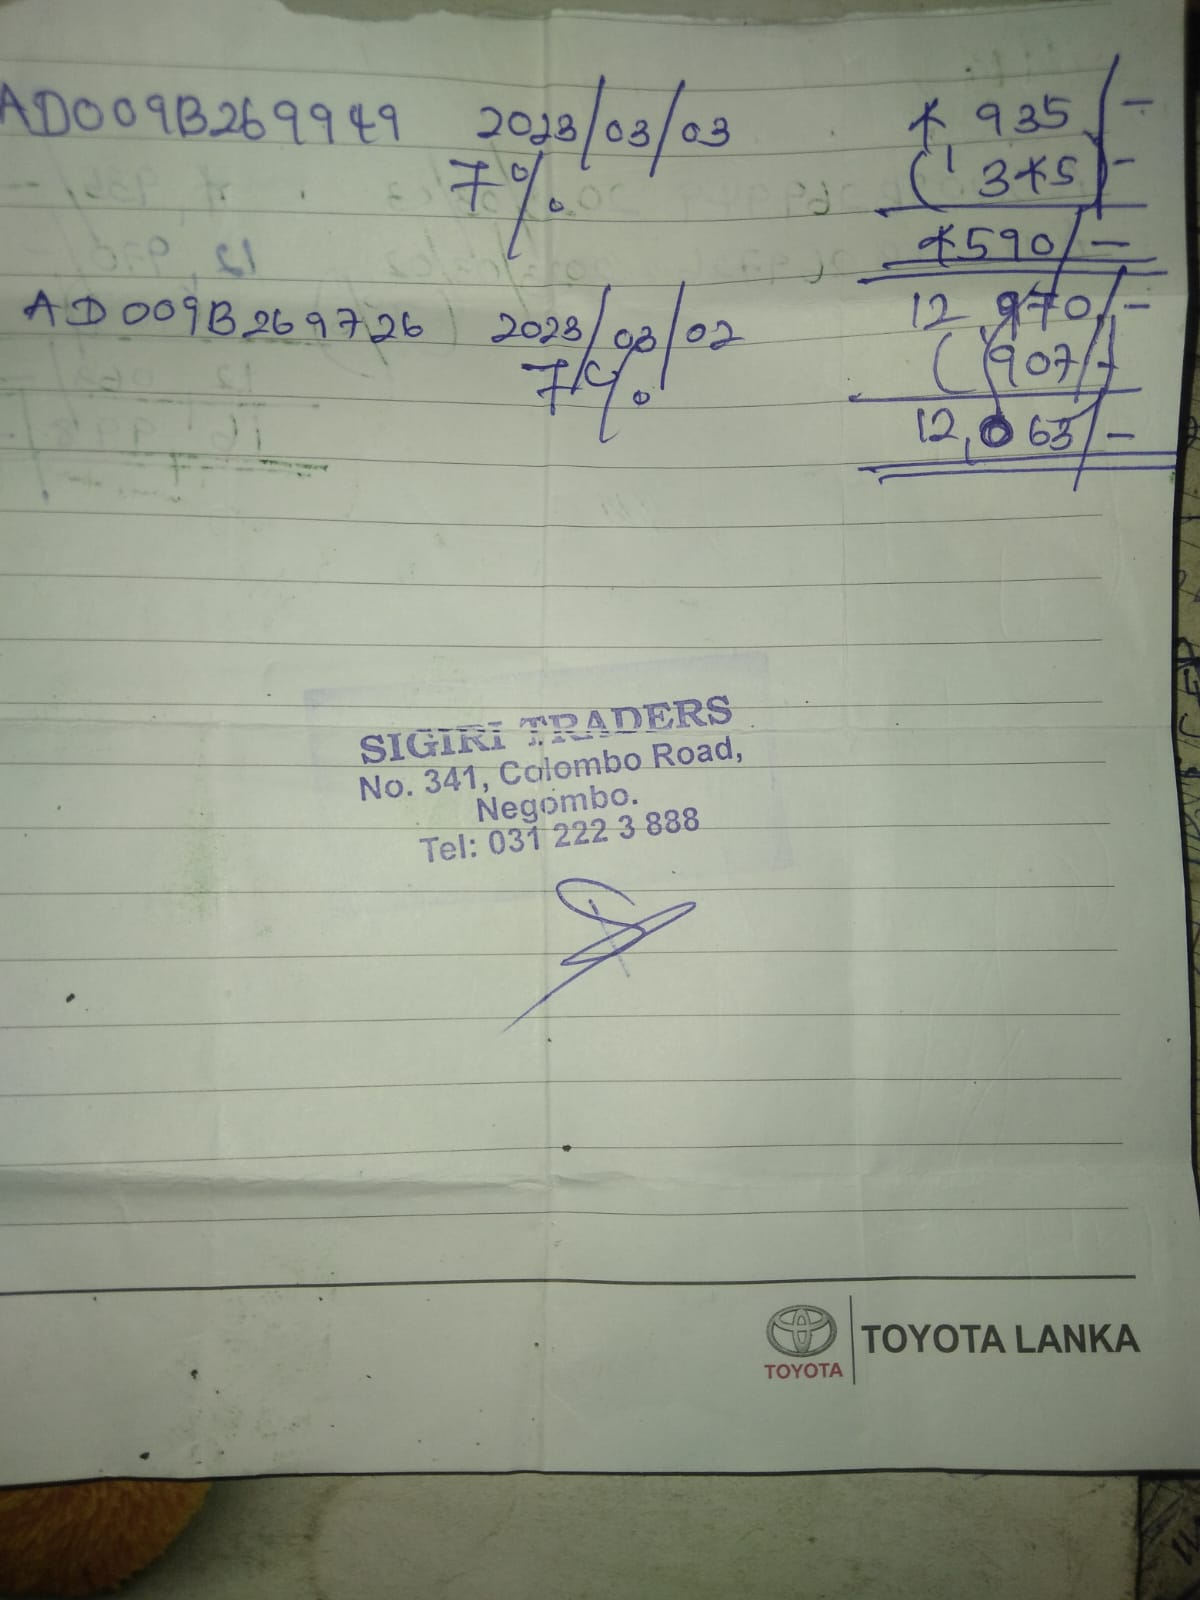 AD009B269949 2023/03/03 4 935/-
7% (345)/-
4590/-
AD009B269726 2023/03/02 12 970/-
7% (907/-)
12,063/-
SIGIRI TRADERS
No. 341, Colombo Road,
Negombo.
Tel: 031 222 3 888
TOYOTA
TOYOTA LANKA